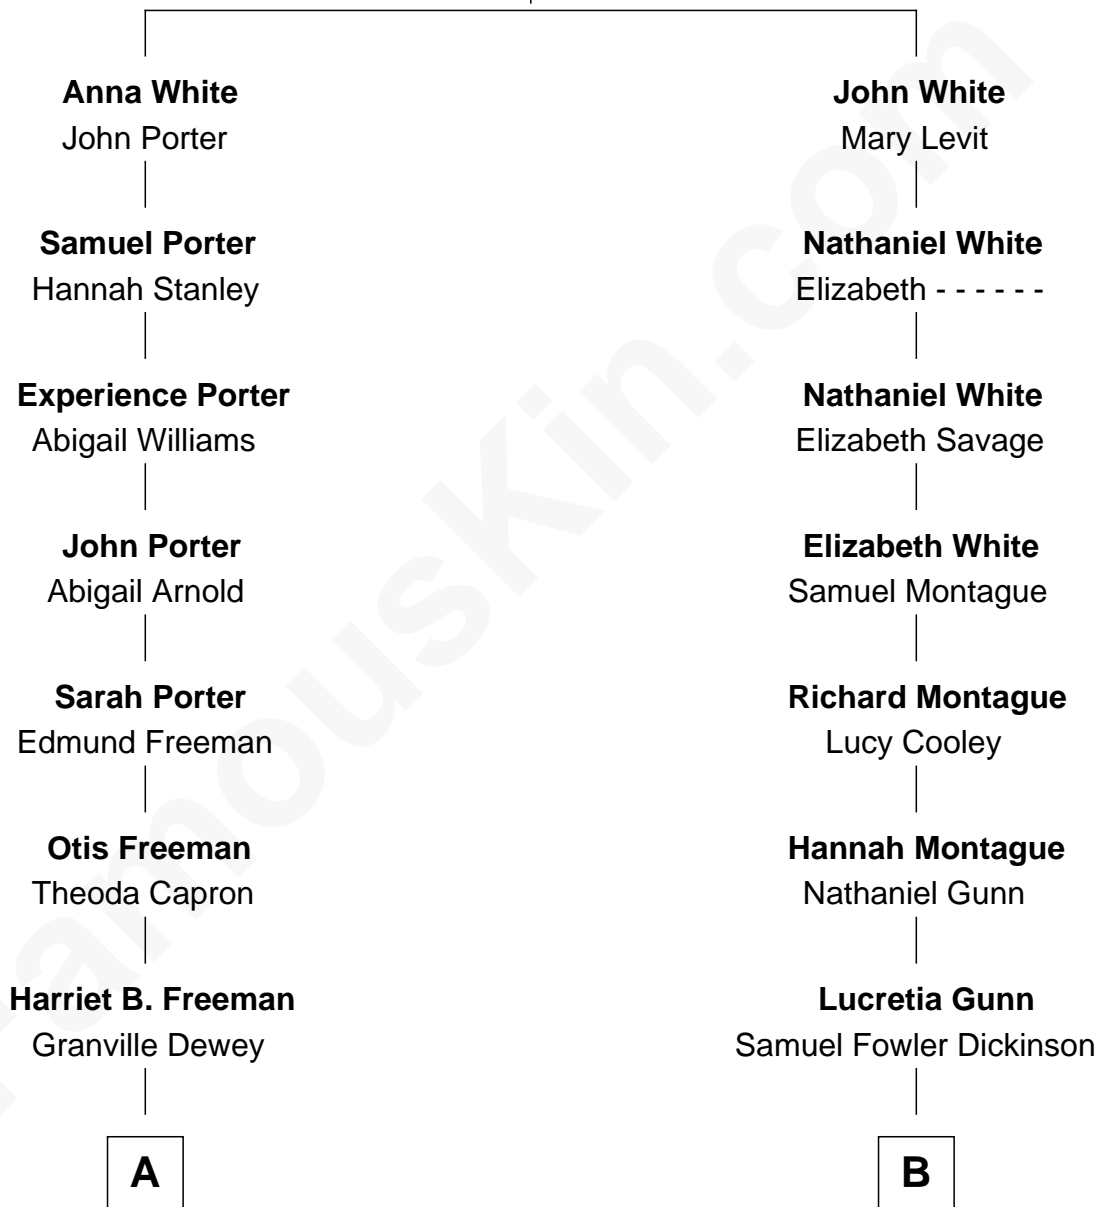 Anna White
John Porter
Samuel Porter
Hannah Stanley
Experience Porter
Abigail Williams
John Porter
Abigail Arnold
Sarah Porter
Edmund Freeman
Otis Freeman
Theoda Capron
Harriet B. Freeman
Granville Dewey
A
John White
Mary Levit
Nathaniel White
Elizabeth - - - - - -
Nathaniel White
Elizabeth Savage
Elizabeth White
Samuel Montague
Richard Montague
Lucy Cooley
Hannah Montague
Nathaniel Gunn
Lucretia Gunn
Samuel Fowler Dickinson
B
FamousKin.com